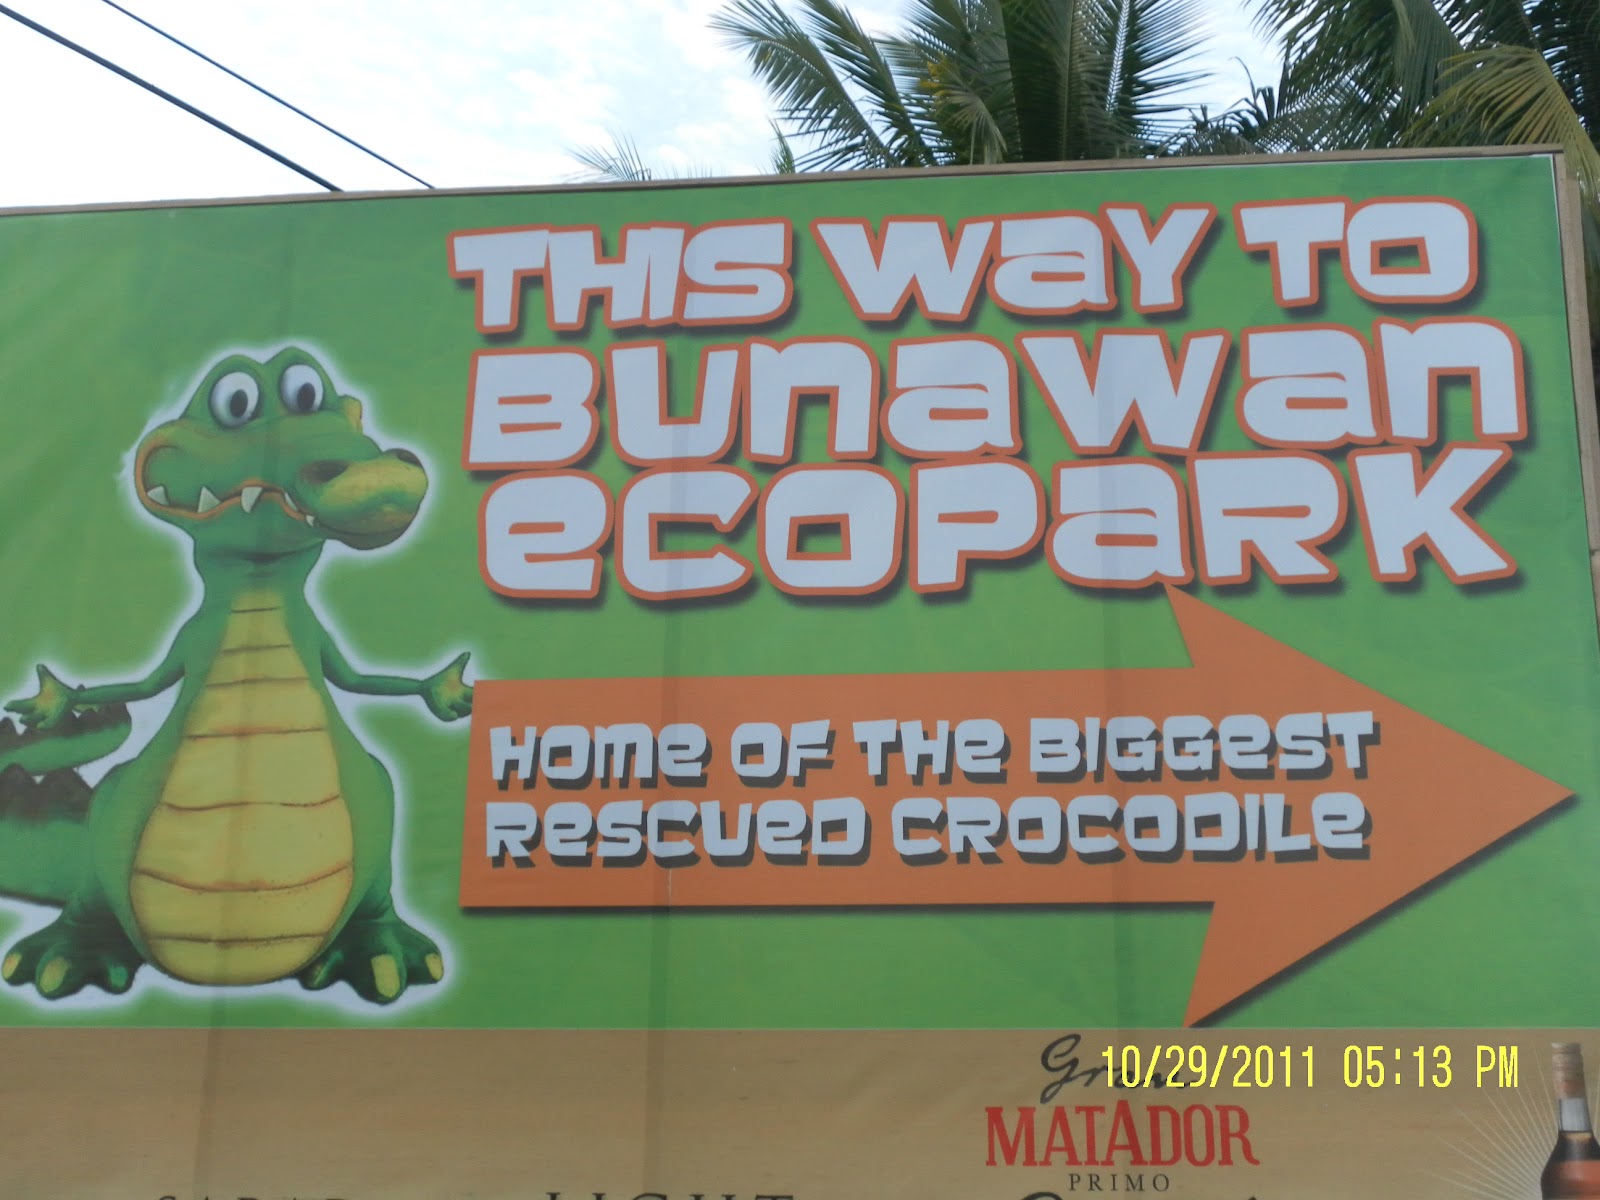 THIS WAY TO
BUNAWAN
ECOPARK
HOME OF THE BIGGEST
RESCUED CROCODILE
10/29/2011 05:13 PM
MATADOR
PRIMO
LIGHT